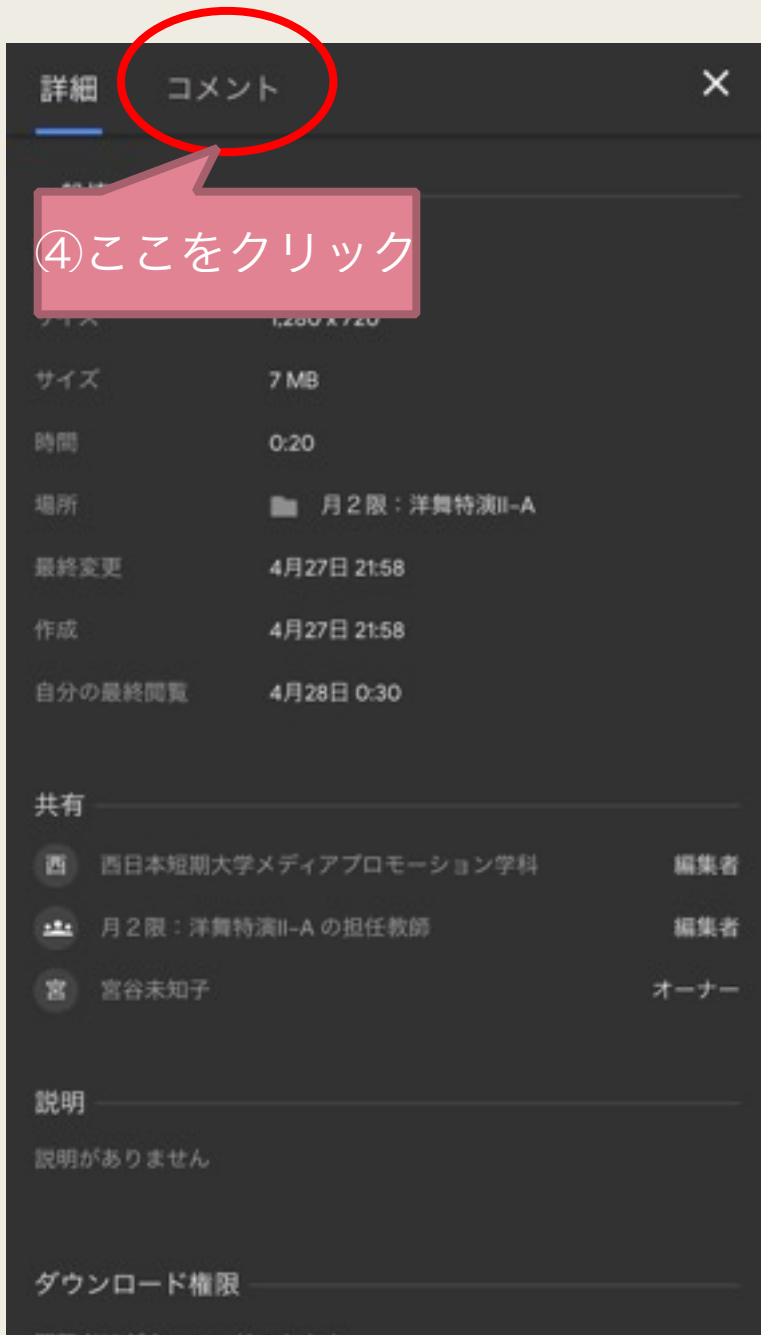 詳細 コメント ×
④ここをクリック
サイズ 1,280 x 720
サイズ 7 MB
時間 0:20
場所 月２限：洋舞特演II-A
最終変更 4月27日 21:58
作成 4月27日 21:58
自分の最終閲覧 4月28日 0:30
共有
西 西日本短期大学メディアプロモーション学科 編集者
月２限：洋舞特演II-A の担任教師 編集者
宮 宮谷未知子 オーナー
説明
説明がありません
ダウンロード権限